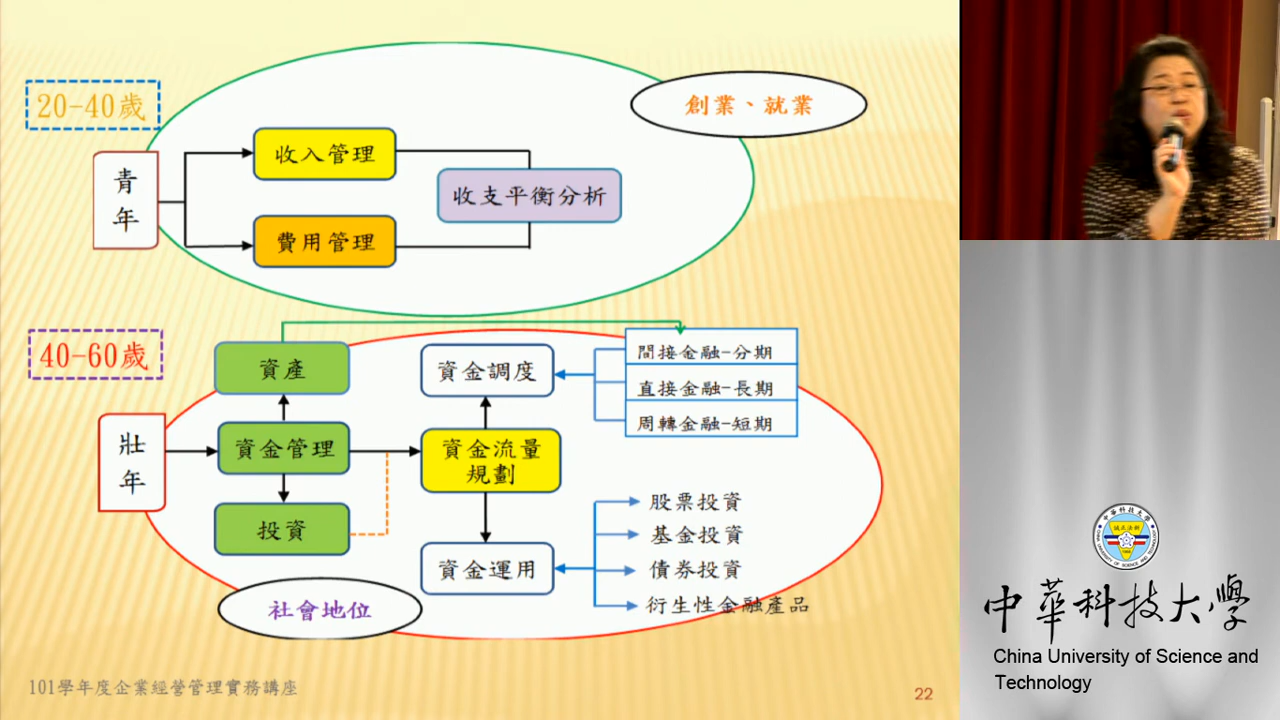 20-40歲
創業、就業
青年
收入管理
收支平衡分析
費用管理
40-60歲
資產
資金調度
間接金融-分期
直接金融-長期
周轉金融-短期
壯年
資金管理
資金流量
規劃
投資
資金運用
股票投資
基金投資
債券投資
衍生性金融產品
社會地位
101學年度企業經營管理實務講座
22
中華科技大學
China University of Science and
Technology